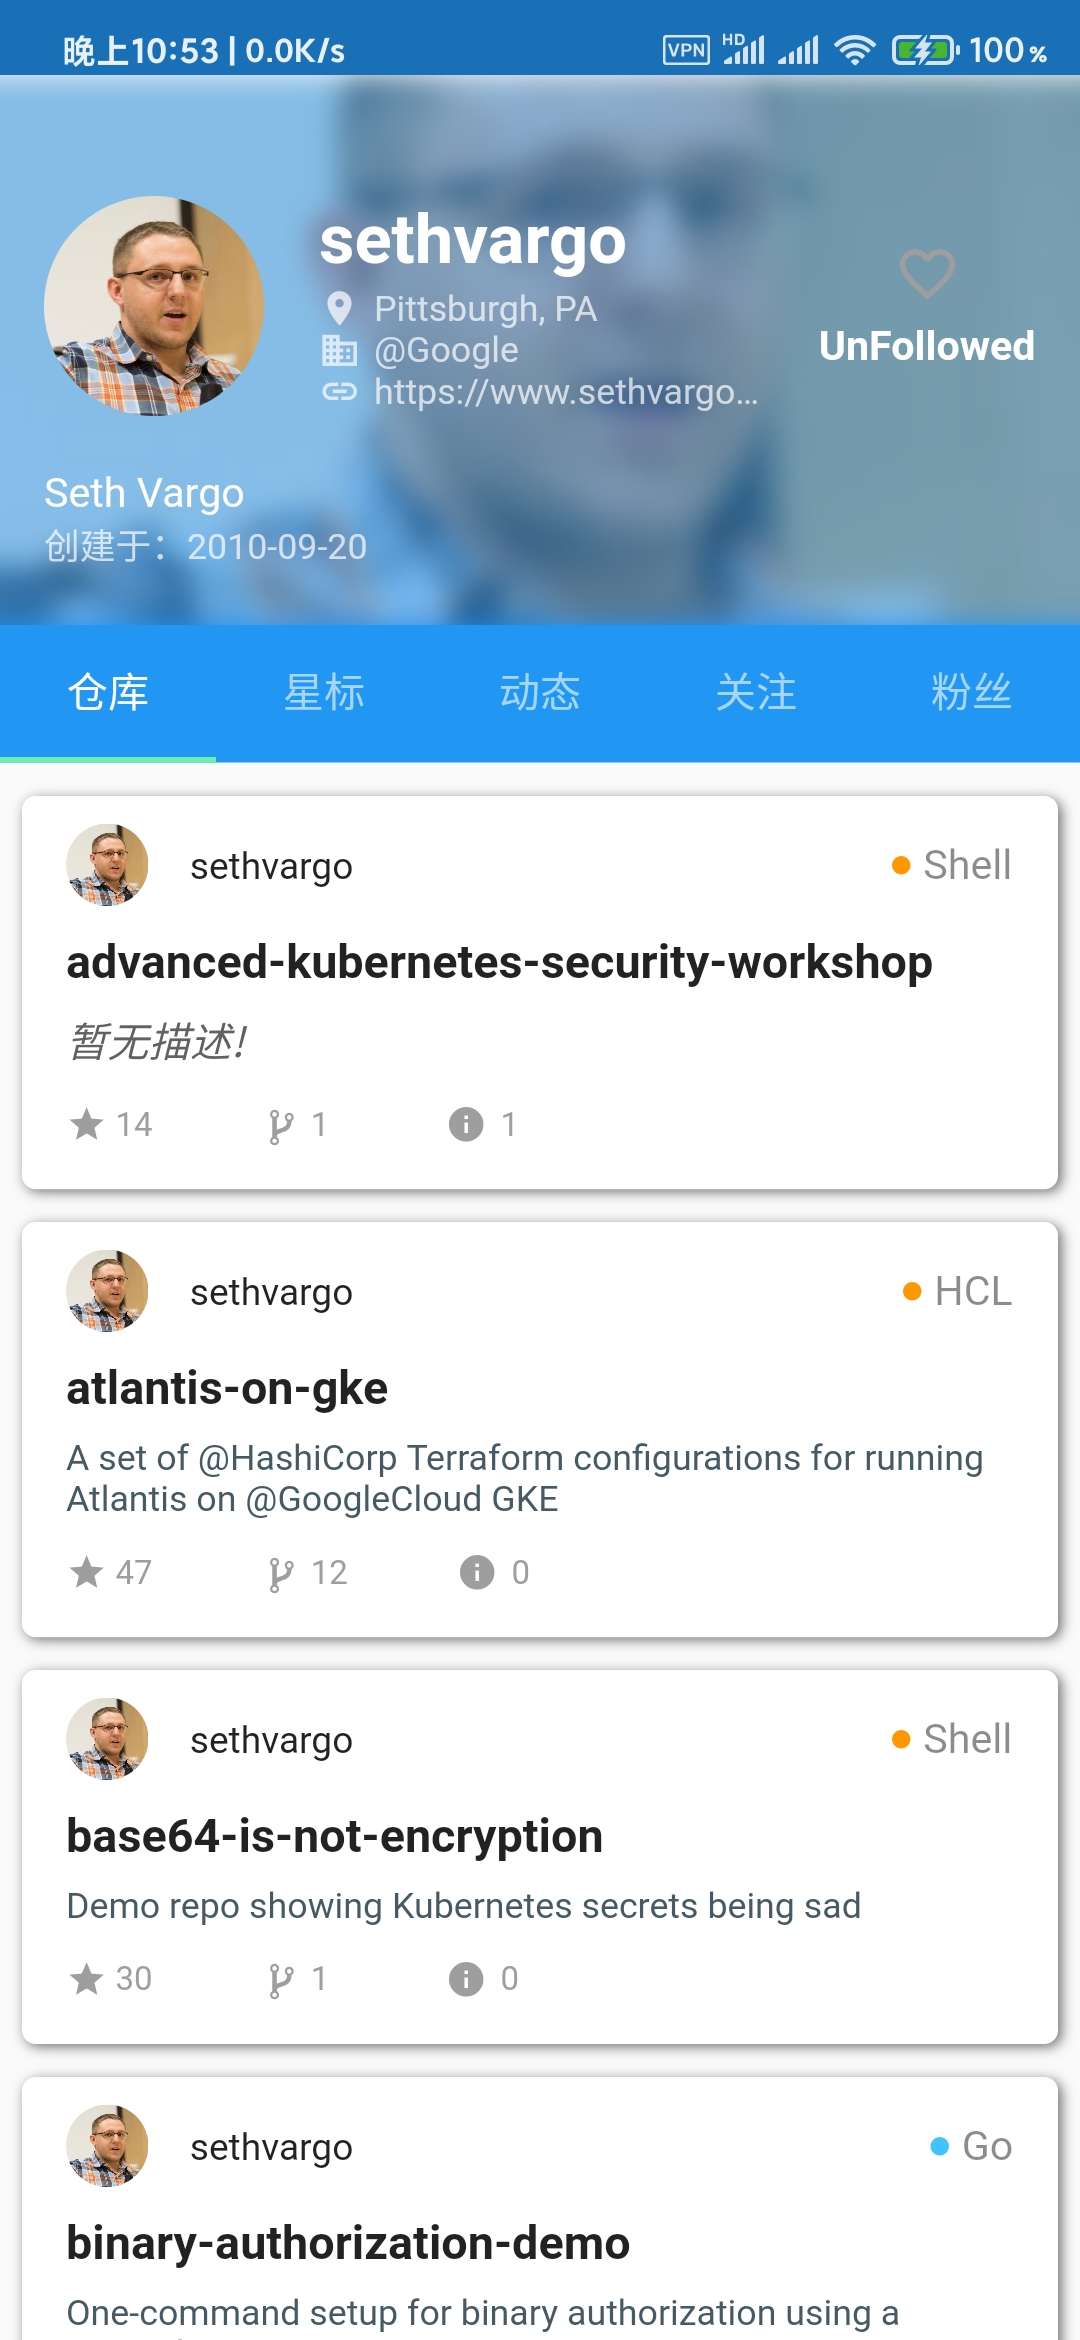 晚上10:53 | 0.0K/s VPN HD 100 %
sethvargo
Pittsburgh, PA
@Google
https://www.sethvargo…
UnFollowed
Seth Vargo
创建于：2010-09-20
仓库 星标 动态 关注 粉丝
sethvargo Shell
advanced-kubernetes-security-workshop
暂无描述!
14 1 1
sethvargo HCL
atlantis-on-gke
A set of @HashiCorp Terraform configurations for running
Atlantis on @GoogleCloud GKE
47 12 0
sethvargo Shell
base64-is-not-encryption
Demo repo showing Kubernetes secrets being sad
30 1 0
sethvargo Go
binary-authorization-demo
One-command setup for binary authorization using a